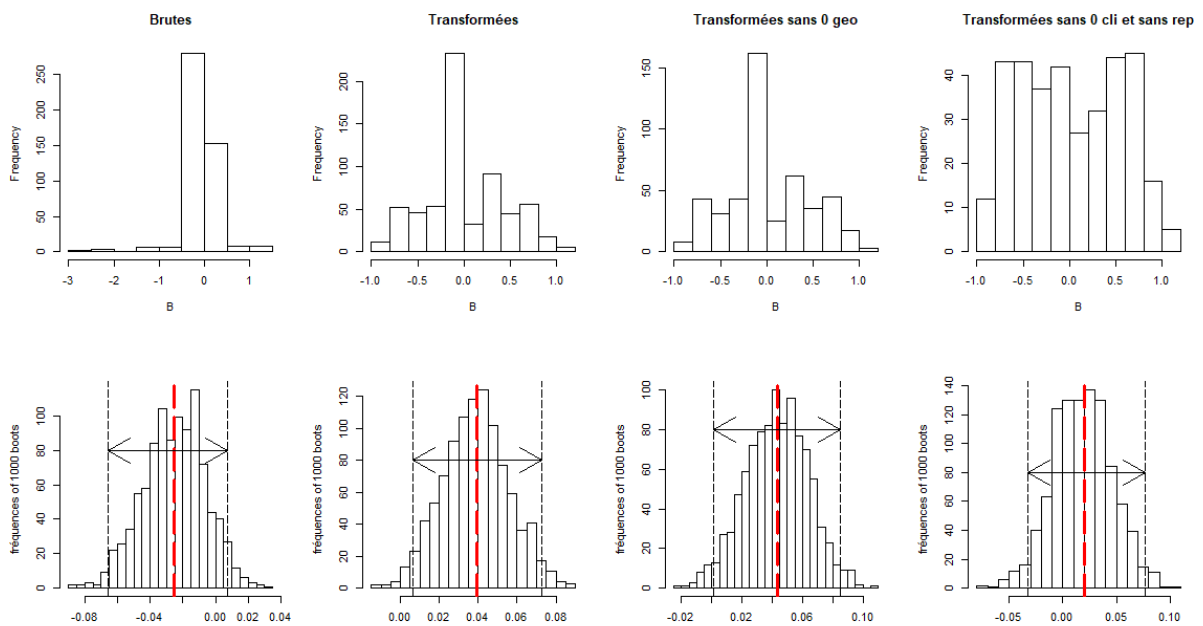 Brutes
Transformées
Transformées sans 0 geo
Transformées sans 0 cli et sans rep
Frequency
0 50 100 150 200 250
-3 -2 -1 0 1
B
Frequency
0 50 100 150 200
-1.0 -0.5 0.0 0.5 1.0
B
Frequency
0 50 100 150
-1.0 -0.5 0.0 0.5 1.0
B
Frequency
0 10 20 30 40
-1.0 -0.5 0.0 0.5 1.0
B
fréquences of 1000 boots
0 20 40 60 80 100
-0.08 -0.04 0.00 0.02 0.04
fréquences of 1000 boots
0 20 40 60 80 100 120
0.00 0.02 0.04 0.06 0.08
fréquences of 1000 boots
0 20 40 60 80 100
-0.02 0.02 0.06 0.10
fréquences of 1000 boots
0 20 40 60 80 100 120 140
-0.05 0.00 0.05 0.10